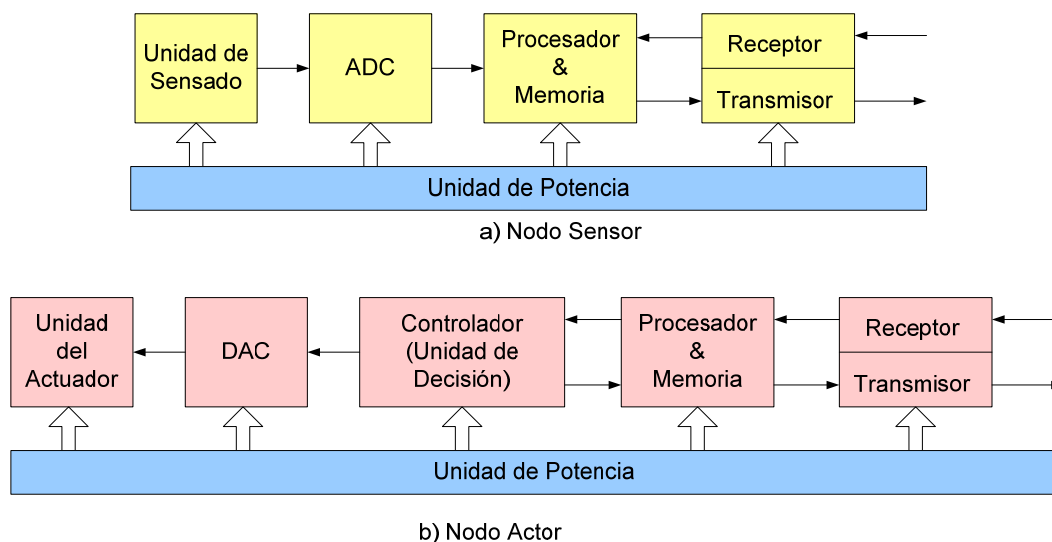 Unidad de
Sensado
ADC
Procesador
&
Memoria
Receptor
Transmisor
Unidad de Potencia
a) Nodo Sensor
Unidad
del
Actuador
DAC
Controlador
(Unidad de
Decisión)
Procesador
&
Memoria
Receptor
Transmisor
Unidad de Potencia
b) Nodo Actor